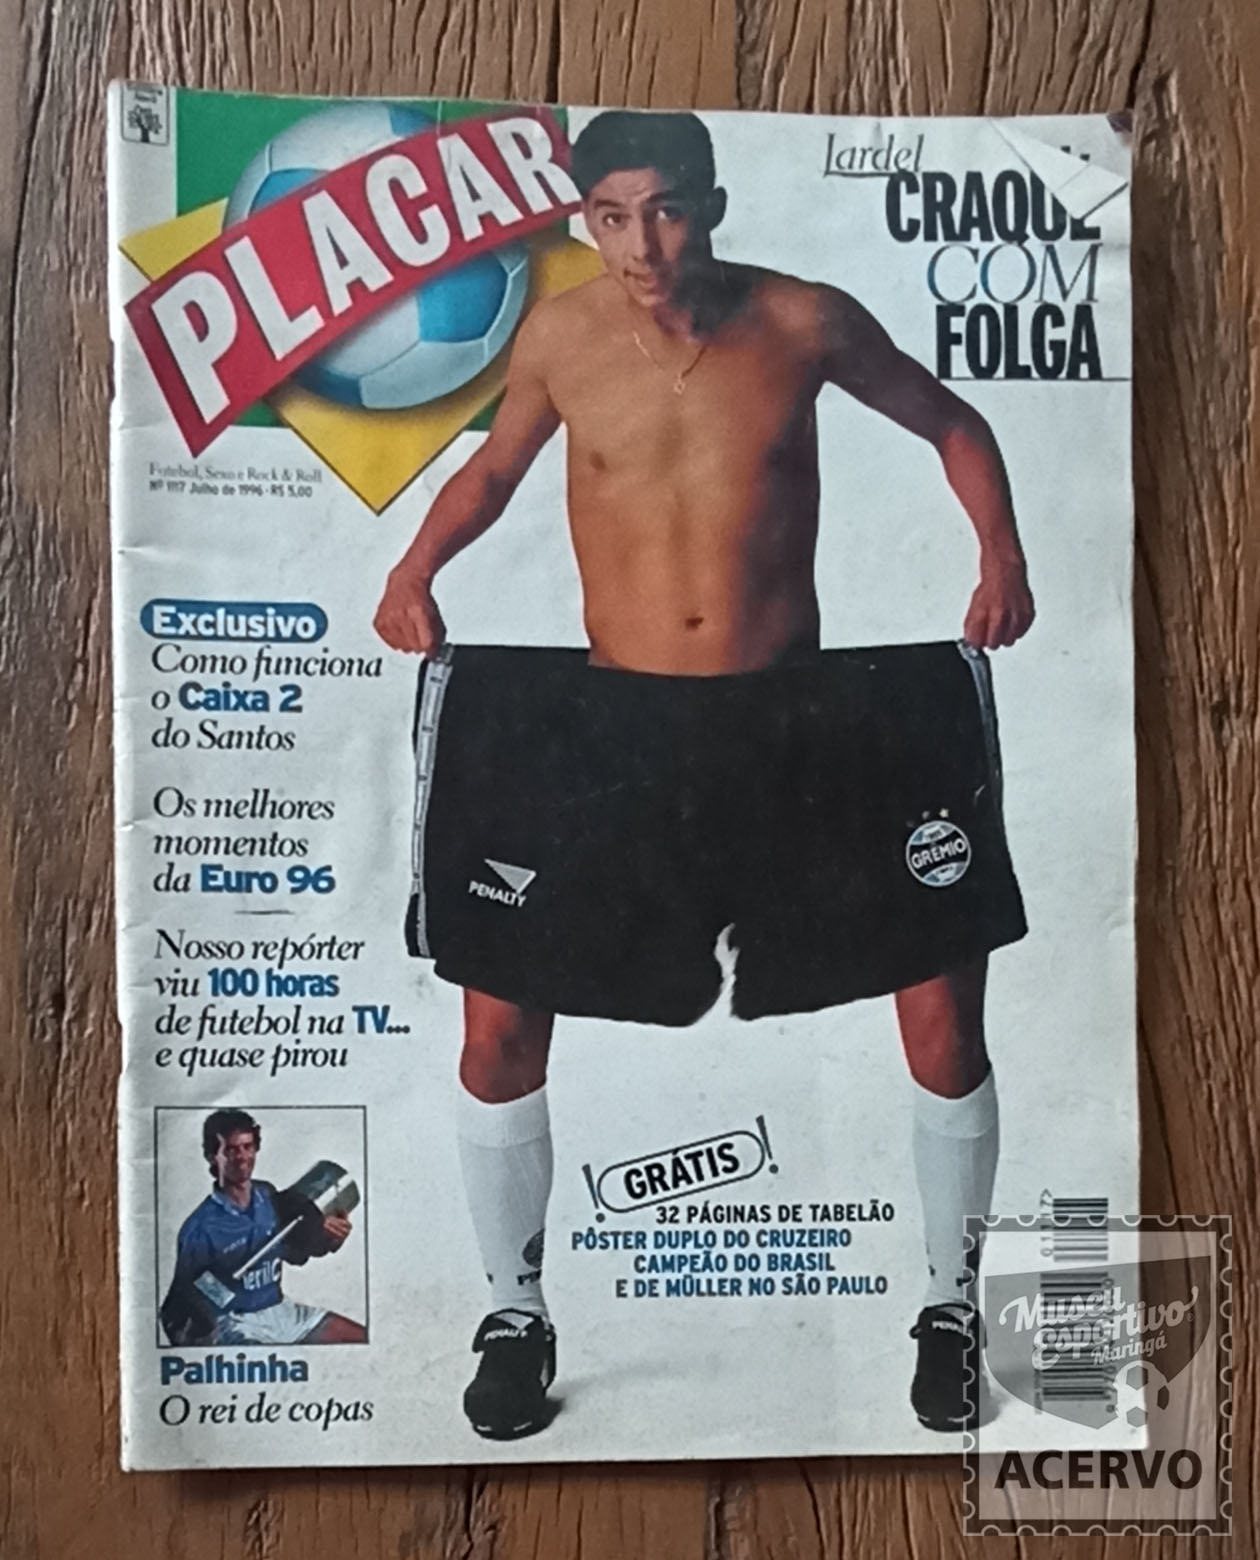 PLACAR
Jardel
CRAQUE
COM
FOLGA
Futebol, Sexo e Rock & Roll
Nº 1117 Julho de 1996 - R$ 5,00
Exclusivo
Como funciona
o Caixa 2
do Santos
Os melhores
momentos
da Euro 96
Nosso repórter
viu 100 horas
de futebol na TV...
e quase pirou
PENALTY
GRÊMIO
¡GRÁTIS!
32 PÁGINAS DE TABELÃO
PÔSTER DUPLO DO CRUZEIRO
CAMPEÃO DO BRASIL
E DE MÜLLER NO SÃO PAULO
Palhinha
O rei de copas
PENALTY
Museu
Esportivo
Maringá
ACERVO